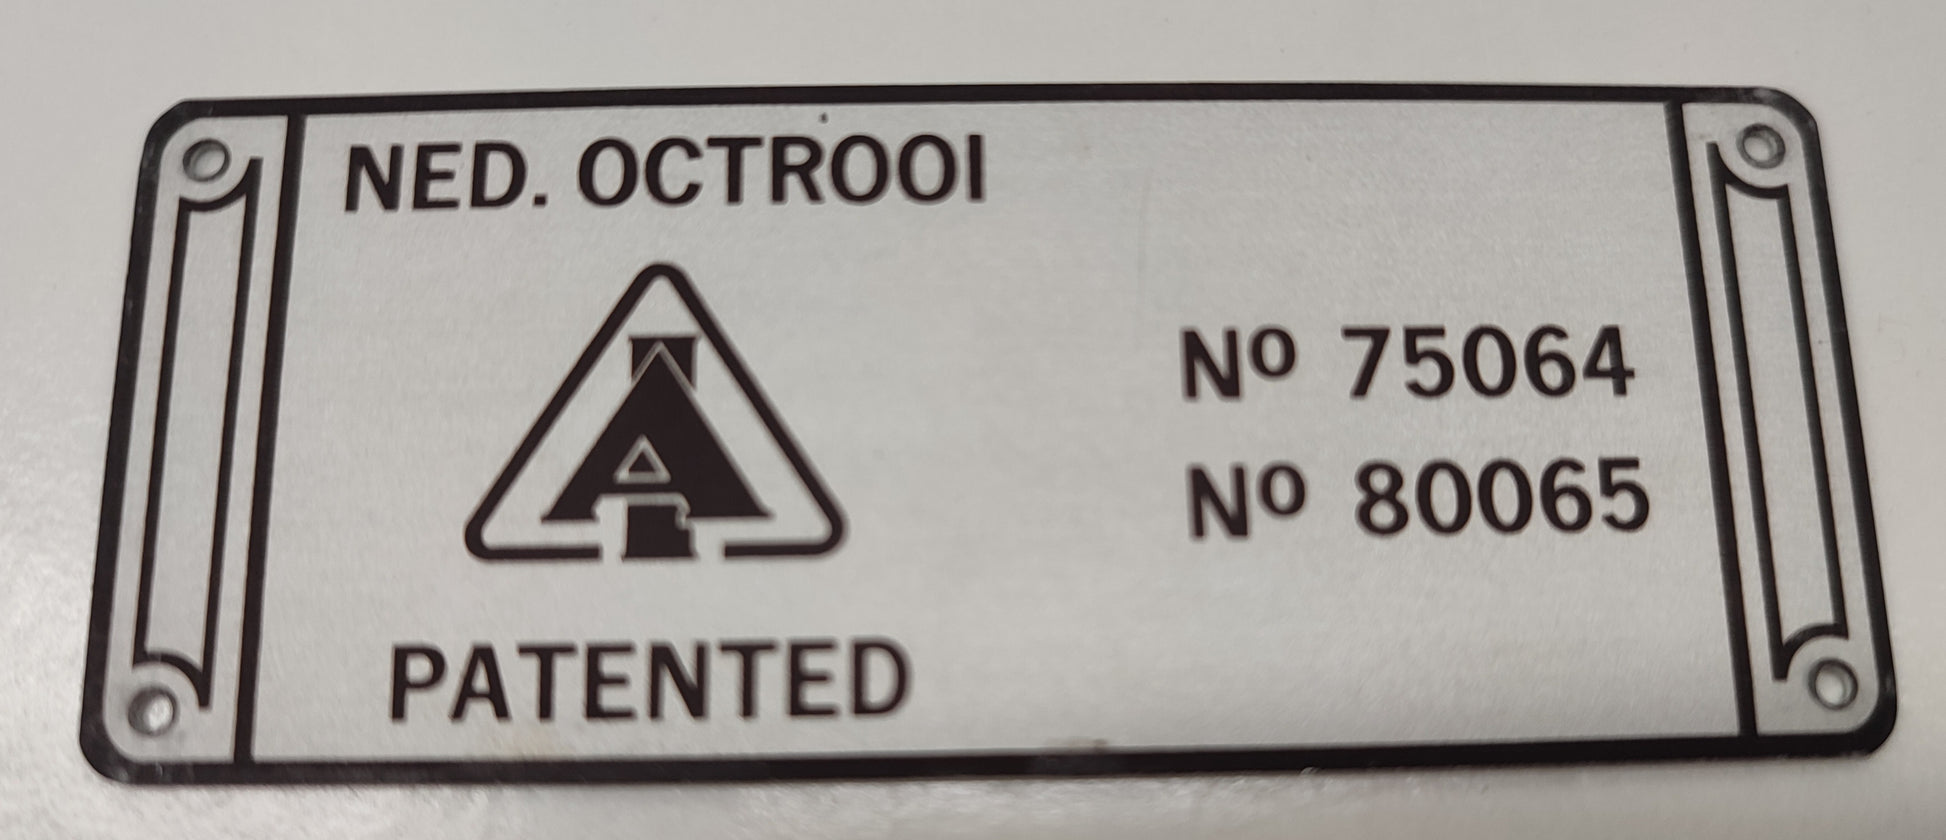 NED. OCTROOI
A
Nº 75064
Nº 80065
PATENTED